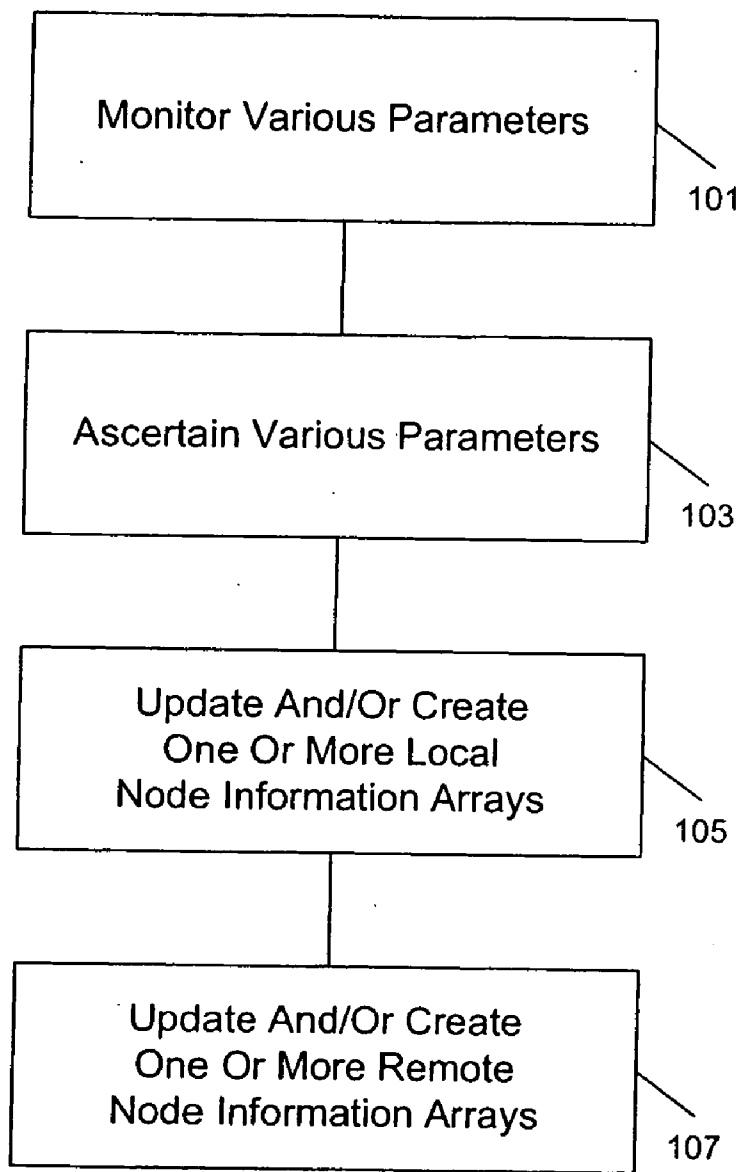 Monitor Various Parameters
101
Ascertain Various Parameters
103
Update And/Or Create
One Or More Local
Node Information Arrays
105
Update And/Or Create
One Or More Remote
Node Information Arrays
107